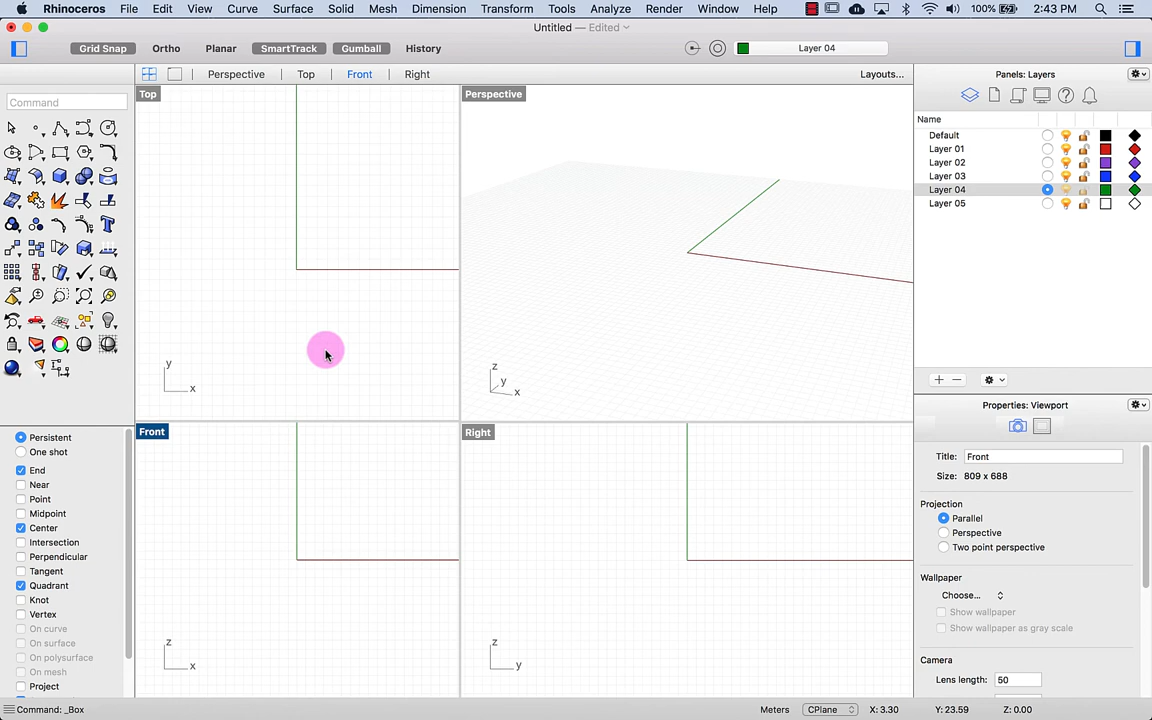 Rhinoceros File Edit View Curve Surface Solid Mesh Dimension Transform Tools Analyze Render Window Help 100% 2:43 PM
Untitled — Edited
Grid Snap Ortho Planar SmartTrack Gumball History Layer 04
Perspective Top Front Right Layouts... Panels: Layers
Command
Top
Perspective
Name
Default
Layer 01
Layer 02
Layer 03
Layer 04
Layer 05
y
x
z
y
x
Properties: Viewport
Front
Right
Persistent
One shot
End
Near
Point
Midpoint
Center
Intersection
Perpendicular
Tangent
Quadrant
Knot
Vertex
On curve
On surface
On polysurface
On mesh
Project
z
x
z
y
Title: Front
Size: 809 x 688
Projection
Parallel
Perspective
Two point perspective
Wallpaper
Choose...
Show wallpaper
Show wallpaper as gray scale
Camera
Lens length: 50
Command: _Box Meters CPlane X: 3.30 Y: 23.59 Z: 0.00